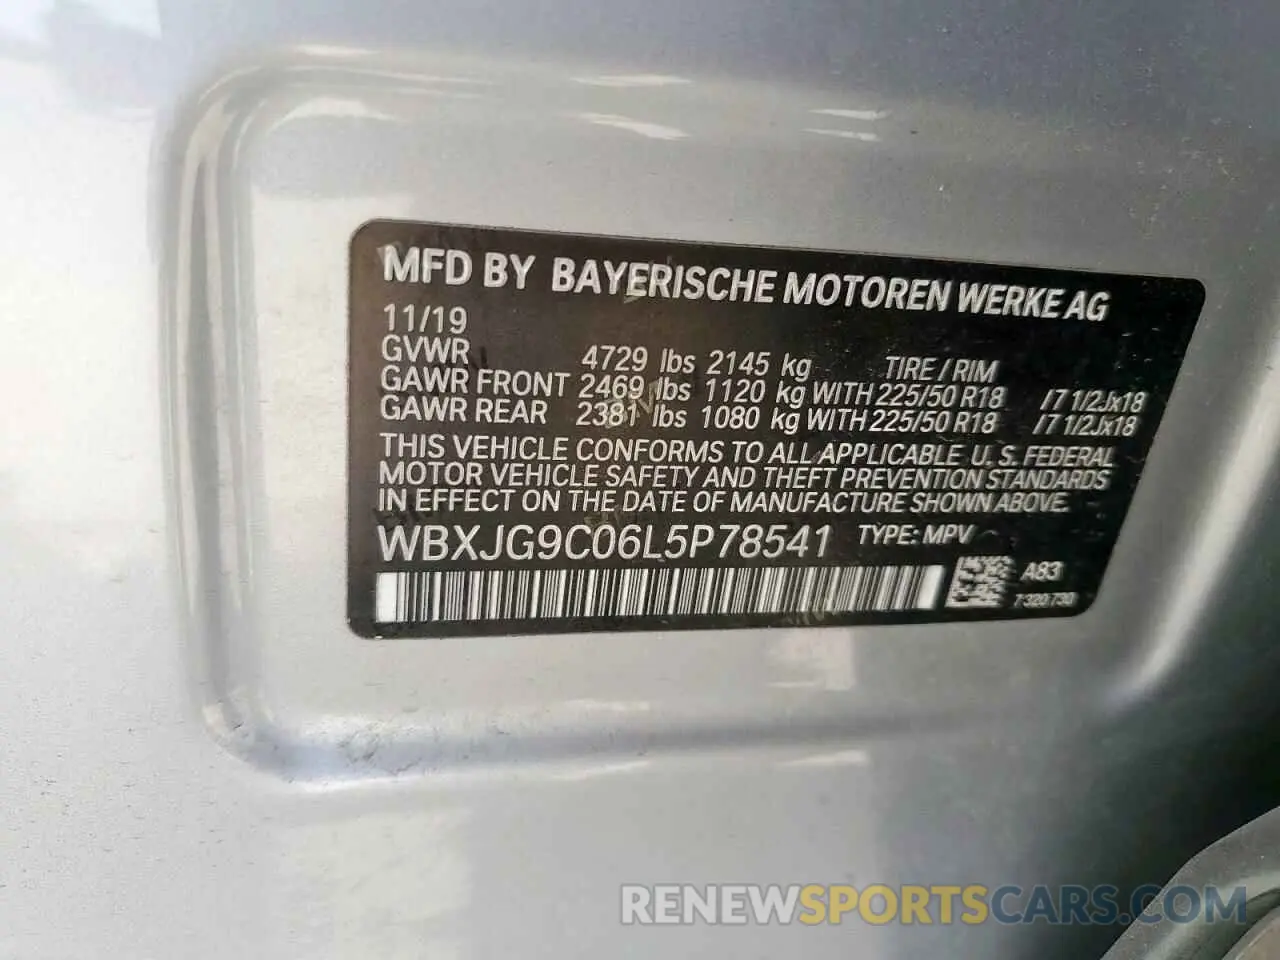 MFD BY BAYERISCHE MOTOREN WERKE AG
11/19
GVWR 4729 lbs 2145 kg TIRE / RIM
GAWR FRONT 2469 lbs 1120 kg WITH 225/50 R18 /7 1/2Jx18
GAWR REAR 2381 lbs 1080 kg WITH 225/50 R18 /7 1/2Jx18
THIS VEHICLE CONFORMS TO ALL APPLICABLE U.S. FEDERAL
MOTOR VEHICLE SAFETY AND THEFT PREVENTION STANDARDS
IN EFFECT ON THE DATE OF MANUFACTURE SHOWN ABOVE.
WBXJG9C06L5P78541 TYPE: MPV
A83
7 320 730
RENEWSPORTSCARS.COM